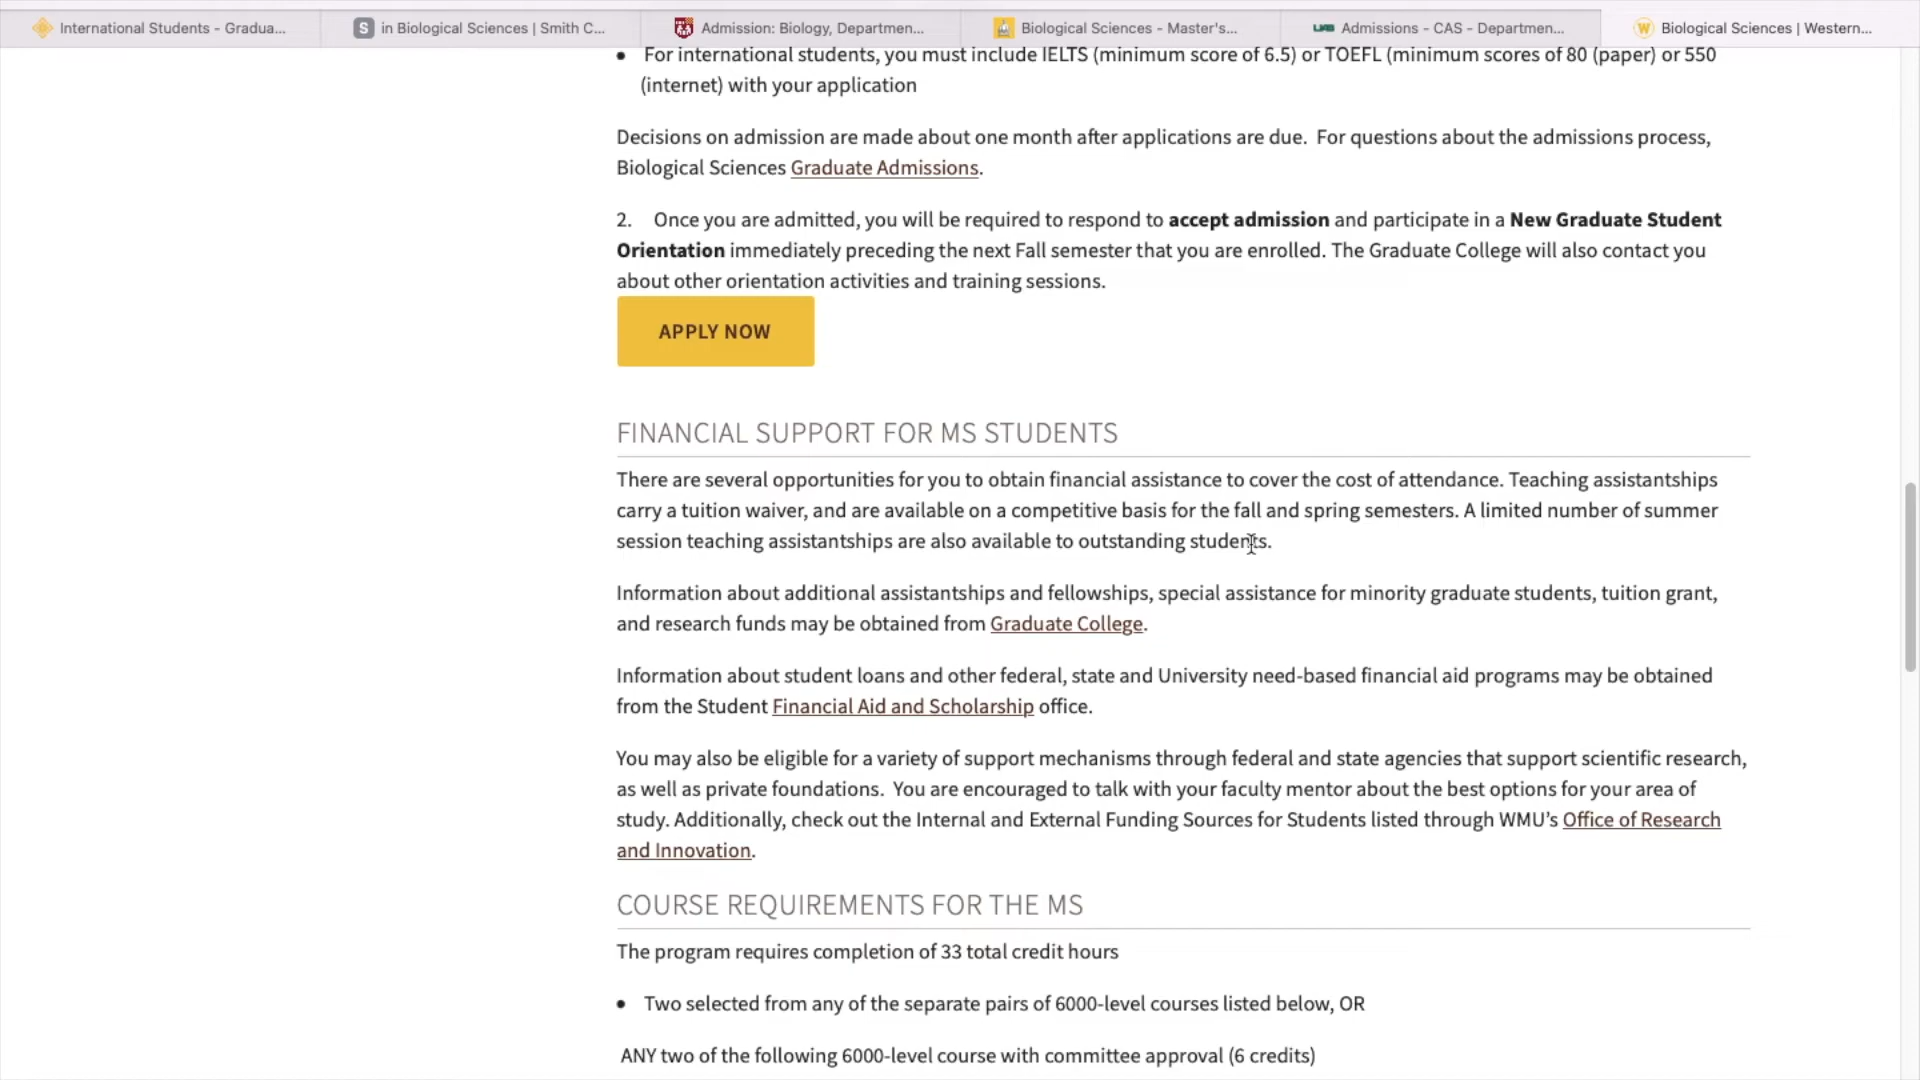 International Students - Gradua...
in Biological Sciences | Smith C...
Admission: Biology, Departmen...
Biological Sciences - Master's...
Admissions - CAS - Departmen...
Biological Sciences | Western...
• For international students, you must include IELTS (minimum score of 6.5) or TOEFL (minimum scores of 80 (paper) or 550
(internet) with your application
Decisions on admission are made about one month after applications are due. For questions about the admissions process,
Biological Sciences Graduate Admissions.
2. Once you are admitted, you will be required to respond to accept admission and participate in a New Graduate Student
Orientation immediately preceding the next Fall semester that you are enrolled. The Graduate College will also contact you
about other orientation activities and training sessions.
APPLY NOW
FINANCIAL SUPPORT FOR MS STUDENTS
There are several opportunities for you to obtain financial assistance to cover the cost of attendance. Teaching assistantships
carry a tuition waiver, and are available on a competitive basis for the fall and spring semesters. A limited number of summer
session teaching assistantships are also available to outstanding students.
Information about additional assistantships and fellowships, special assistance for minority graduate students, tuition grant,
and research funds may be obtained from Graduate College.
Information about student loans and other federal, state and University need-based financial aid programs may be obtained
from the Student Financial Aid and Scholarship office.
You may also be eligible for a variety of support mechanisms through federal and state agencies that support scientific research,
as well as private foundations. You are encouraged to talk with your faculty mentor about the best options for your area of
study. Additionally, check out the Internal and External Funding Sources for Students listed through WMU's Office of Research
and Innovation.
COURSE REQUIREMENTS FOR THE MS
The program requires completion of 33 total credit hours
• Two selected from any of the separate pairs of 6000-level courses listed below, OR
ANY two of the following 6000-level course with committee approval (6 credits)